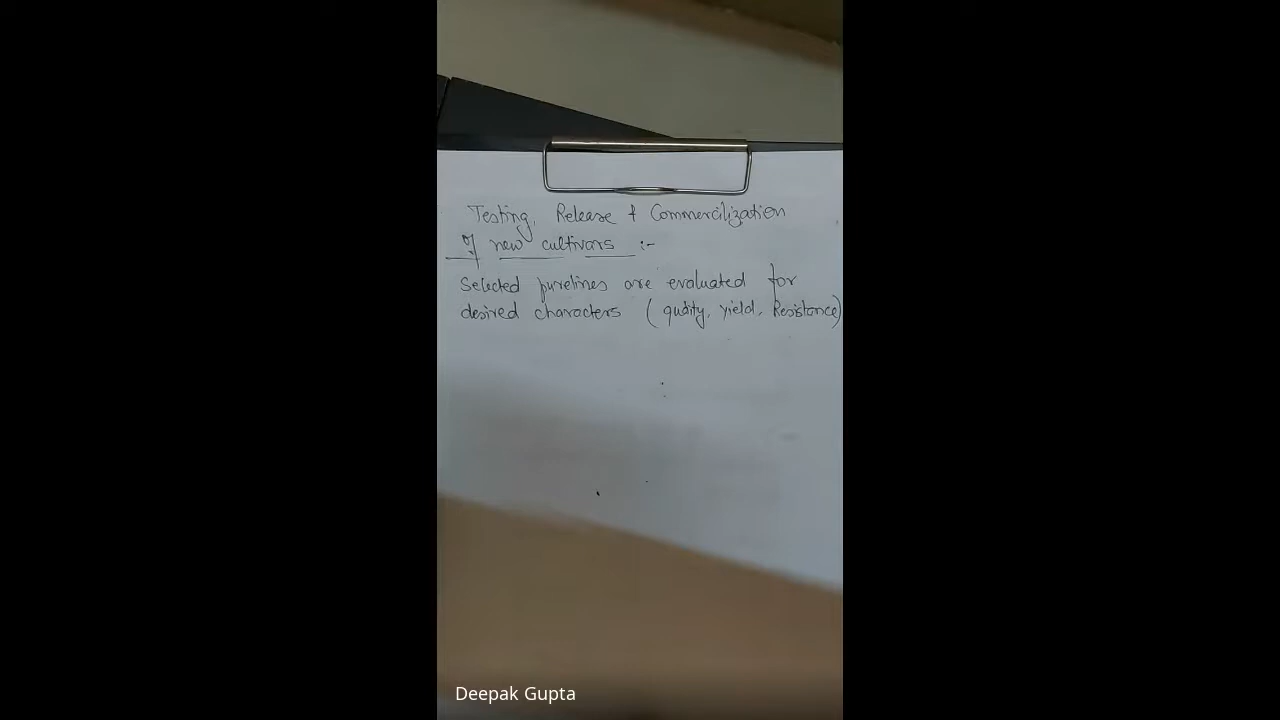 Testing, Release & Commercilization
of new cultivars :-
Selected purelines are evaluated for
desired characters (quality, yield, Resistance)
Deepak Gupta